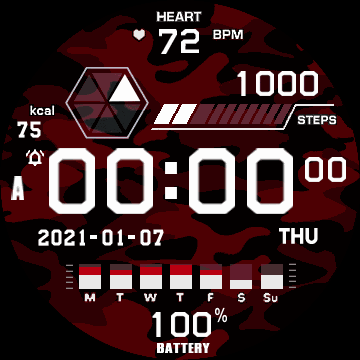 HEART
72 BPM
1000
STEPS
kcal
75
A 00:00 00
2021-01-07 THU
M T W T F S Su
100%
BATTERY